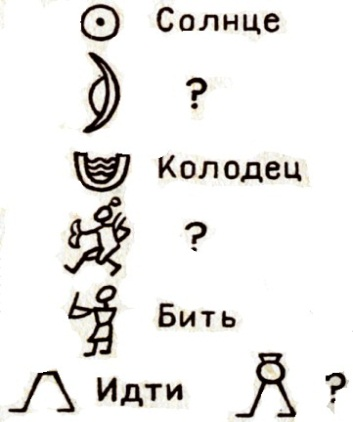 Солнце
?
Колодец
?
Бить
Идти ?